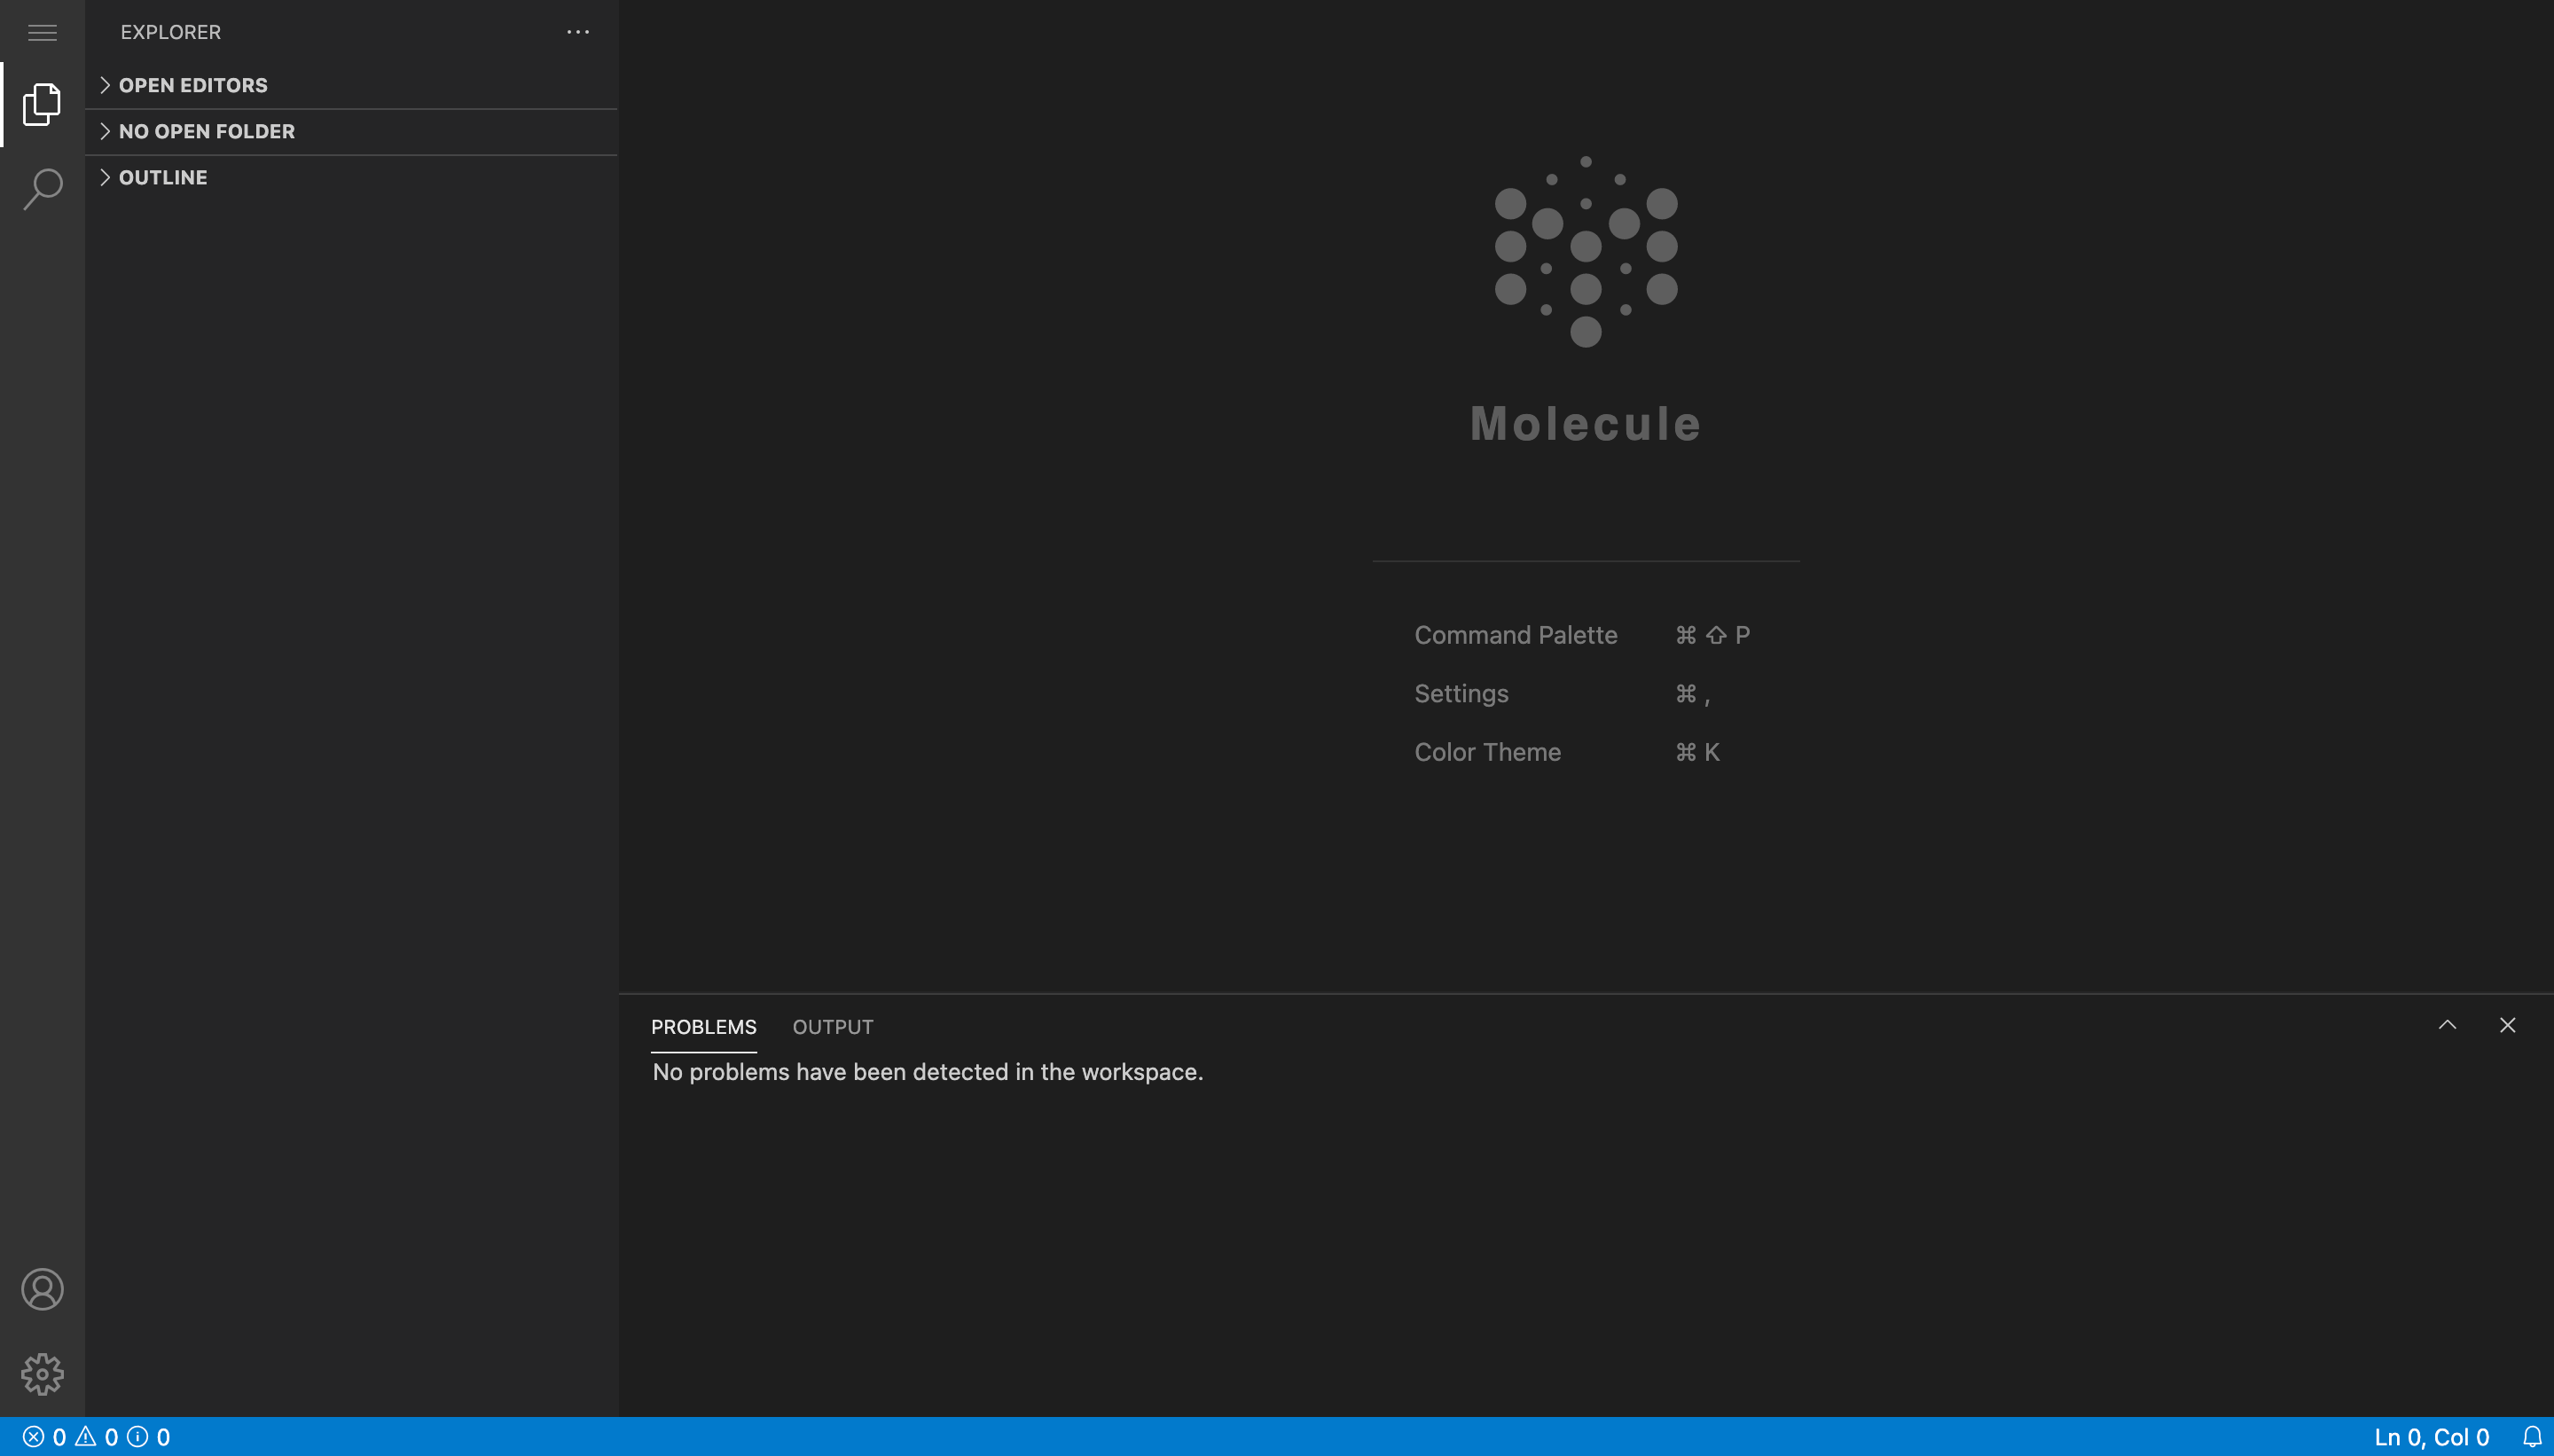 EXPLORER
OPEN EDITORS
NO OPEN FOLDER
OUTLINE
Molecule
Command Palette ⌘ ⇧ P
Settings ⌘ ,
Color Theme ⌘ K
PROBLEMS OUTPUT
No problems have been detected in the workspace.
0 0 0 Ln 0, Col 0